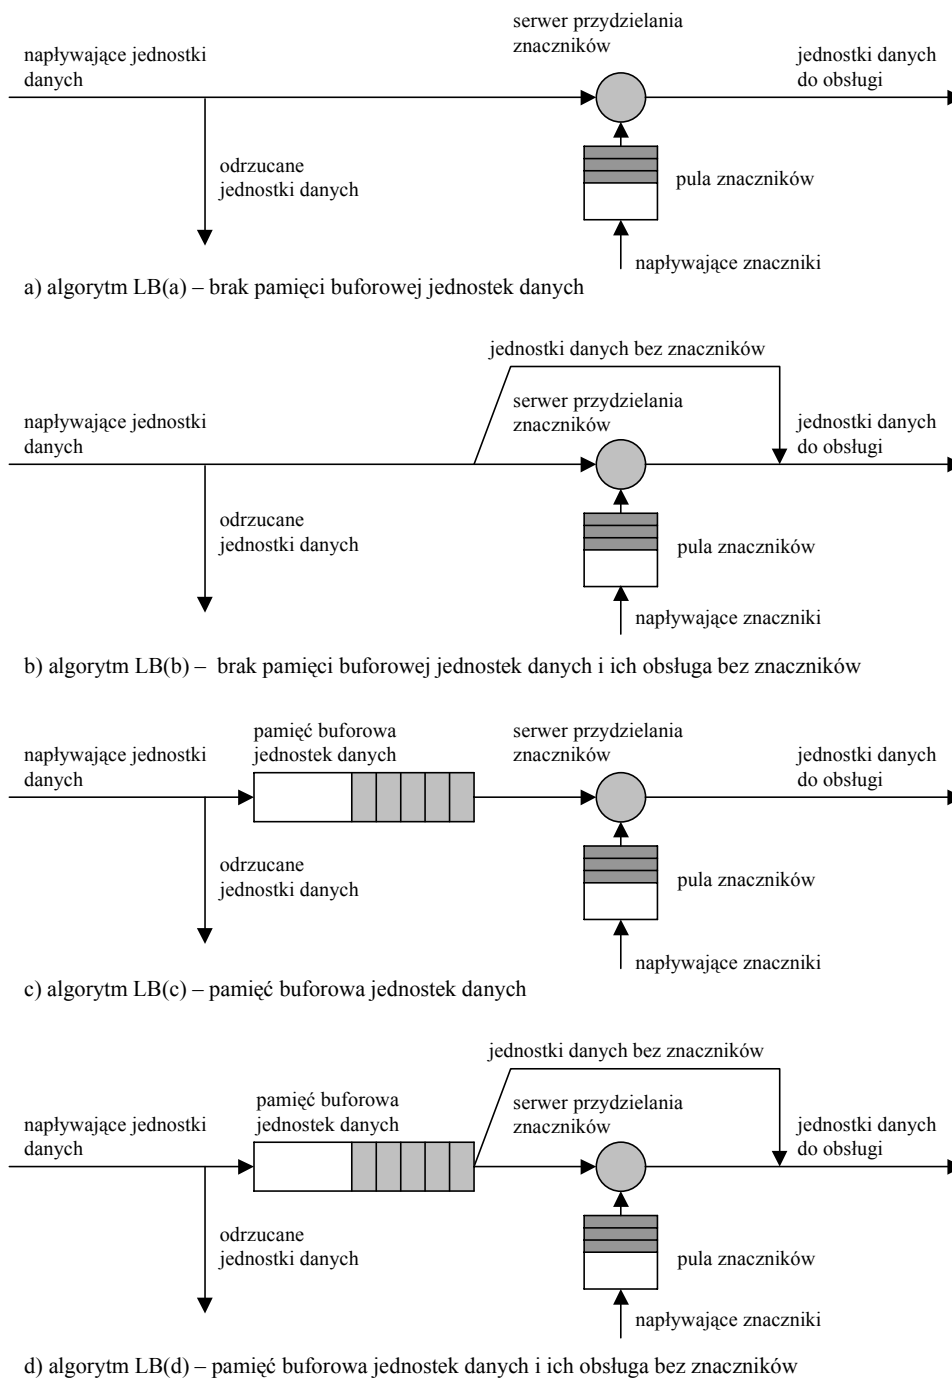 serwer przydzielania
znaczników
napływające jednostki
danych
jednostki danych
do obsługi
odrzucane
jednostki danych
pula znaczników
napływające znaczniki
a) algorytm LB(a) – brak pamięci buforowej jednostek danych
jednostki danych bez znaczników
serwer przydzielania
znaczników
napływające jednostki
danych
jednostki danych
do obsługi
odrzucane
jednostki danych
pula znaczników
napływające znaczniki
b) algorytm LB(b) – brak pamięci buforowej jednostek danych i ich obsługa bez znaczników
pamięć buforowa
jednostek danych
serwer przydzielania
znaczników
napływające jednostki
danych
jednostki danych
do obsługi
odrzucane
jednostki danych
pula znaczników
napływające znaczniki
c) algorytm LB(c) – pamięć buforowa jednostek danych
jednostki danych bez znaczników
pamięć buforowa
jednostek danych
serwer przydzielania
znaczników
napływające jednostki
danych
jednostki danych
do obsługi
odrzucane
jednostki danych
pula znaczników
napływające znaczniki
d) algorytm LB(d) – pamięć buforowa jednostek danych i ich obsługa bez znaczników